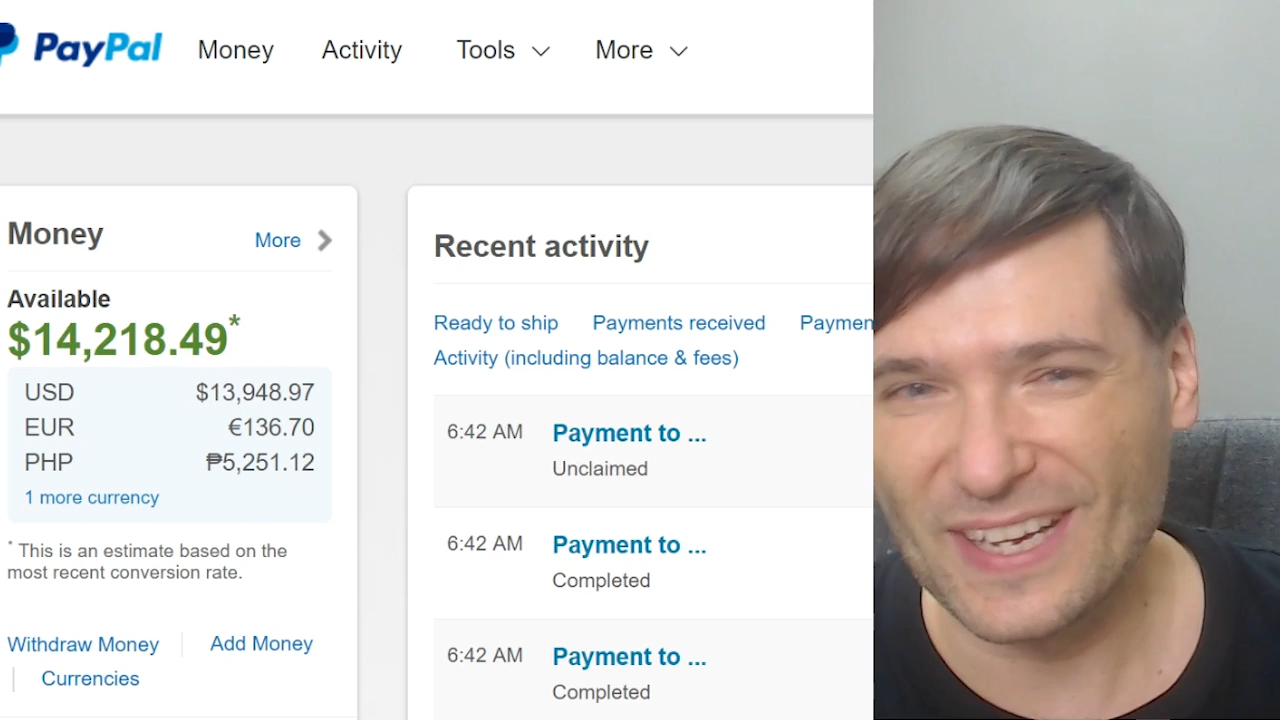 PayPal Money Activity Tools More
Money More
Available
$14,218.49*
USD $13,948.97
EUR €136.70
PHP ₱5,251.12
1 more currency
* This is an estimate based on the
most recent conversion rate.
Withdraw Money Add Money
Currencies
Recent activity
Ready to ship Payments received Paymen
Activity (including balance & fees)
6:42 AM Payment to ...
Unclaimed
6:42 AM Payment to ...
Completed
6:42 AM Payment to ...
Completed